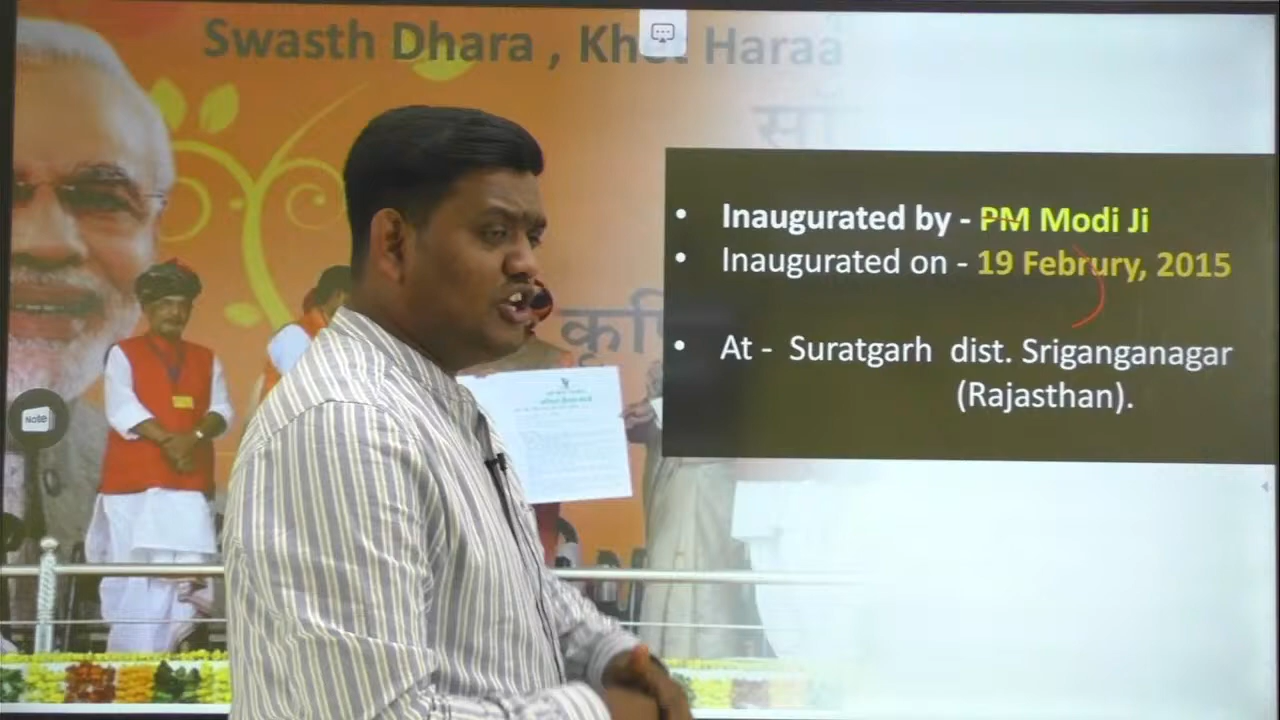 Swasth Dhara , Khet Haraa
• Inaugurated by - PM Modi Ji
• Inaugurated on - 19 Februry, 2015
• At - Suratgarh dist. Sriganganagar
(Rajasthan).
Note